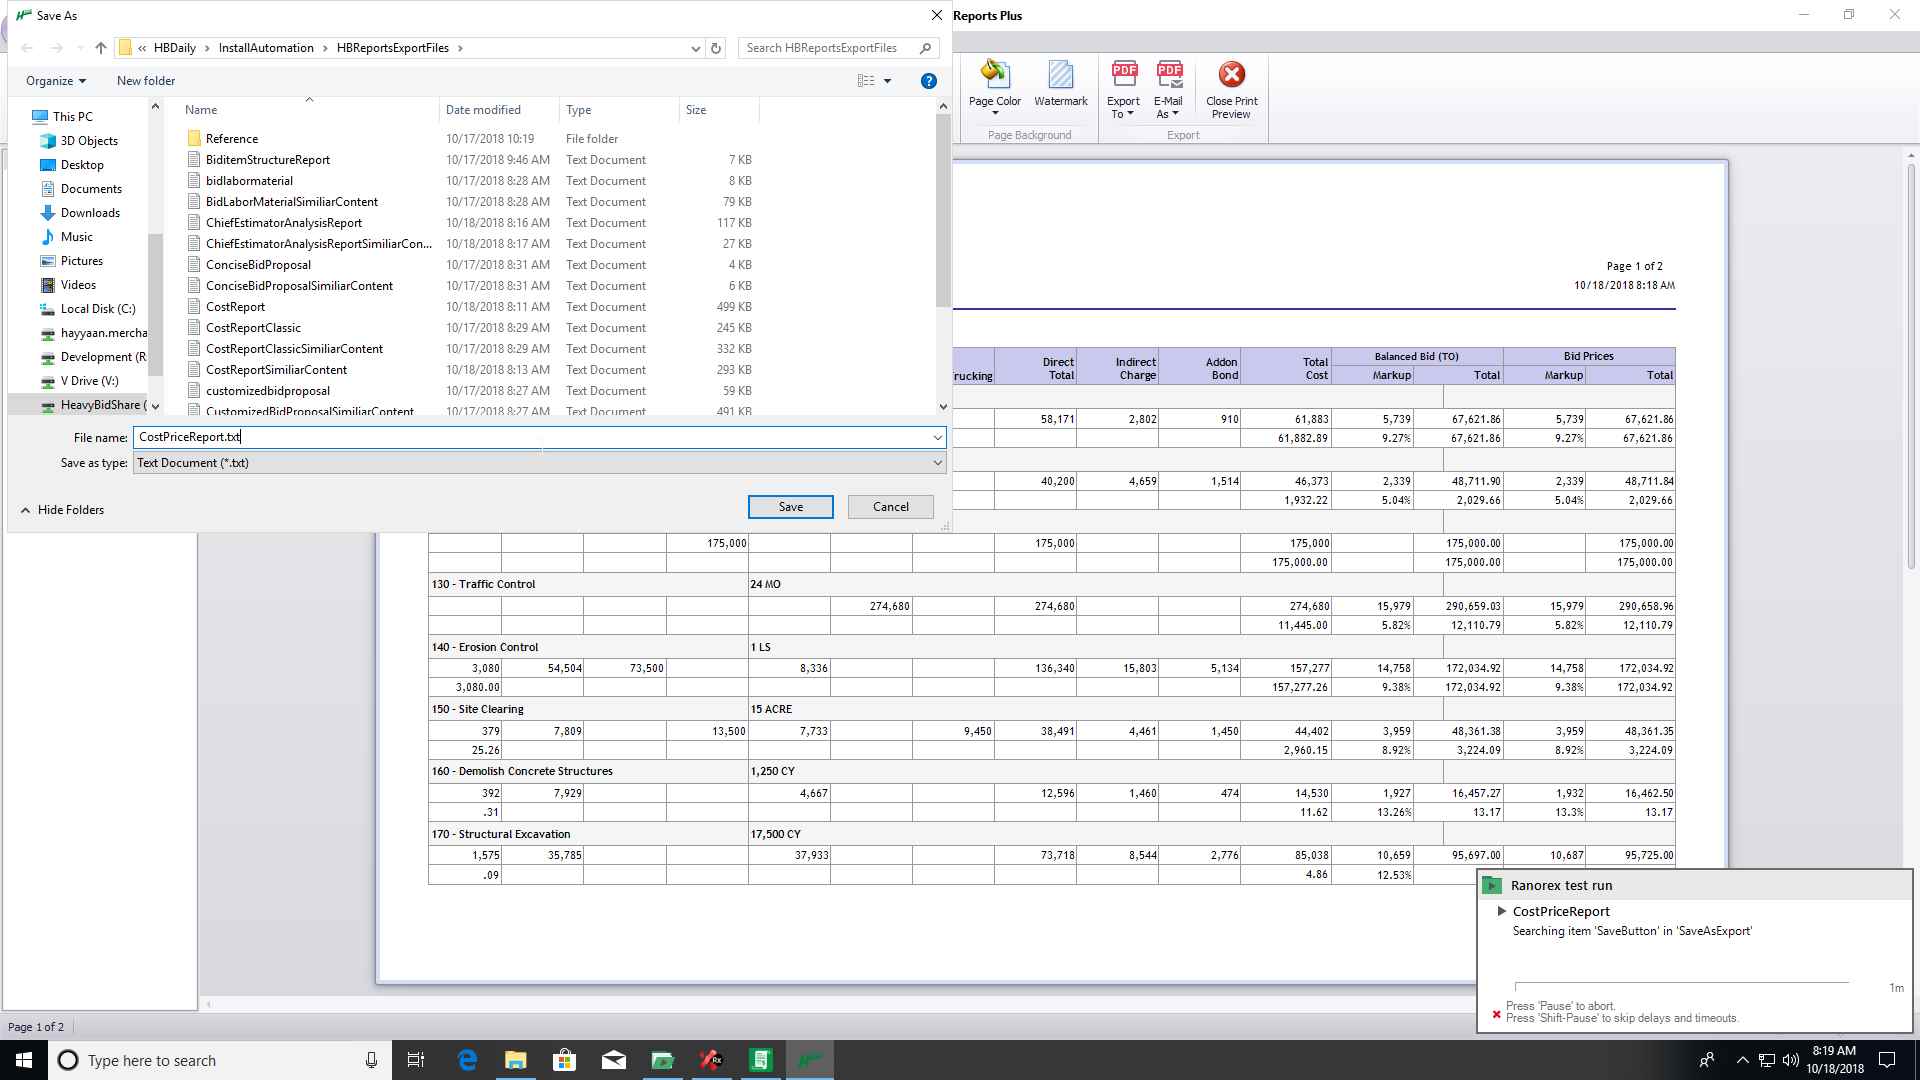 Save As
Reports Plus
« HBDaily › InstallAutomation › HBReportsExportFiles ›
Search HBReportsExportFiles
Organize
New folder
This PC
3D Objects
Desktop
Documents
Downloads
Music
Pictures
Videos
Local Disk (C:)
hayyaan.mercha
Development (R
V Drive (V:)
HeavyBidShare (
Name Date modified Type Size
Reference 10/17/2018 10:19 File folder
BiditemStructureReport 10/17/2018 9:46 AM Text Document 7 KB
bidlabormaterial 10/17/2018 8:28 AM Text Document 8 KB
BidLaborMaterialSimiliarContent 10/17/2018 8:28 AM Text Document 79 KB
ChiefEstimatorAnalysisReport 10/18/2018 8:16 AM Text Document 117 KB
ChiefEstimatorAnalysisReportSimiliarCon... 10/18/2018 8:17 AM Text Document 27 KB
ConciseBidProposal 10/17/2018 8:31 AM Text Document 4 KB
ConciseBidProposalSimiliarContent 10/17/2018 8:31 AM Text Document 6 KB
CostReport 10/18/2018 8:11 AM Text Document 499 KB
CostReportClassic 10/17/2018 8:29 AM Text Document 245 KB
CostReportClassicSimiliarContent 10/17/2018 8:29 AM Text Document 332 KB
CostReportSimiliarContent 10/18/2018 8:13 AM Text Document 293 KB
customizedbidproposal 10/17/2018 8:27 AM Text Document 59 KB
CustomizedBidProposalSimiliarContent 10/17/2018 8:27 AM Text Document 491 KB
File name: CostPriceReport.txt
Save as type: Text Document (*.txt)
Hide Folders
Save
Cancel
Page Color
Watermark
Page Background
PDF
Export To
PDF
E-Mail As
Close Print Preview
Export
Page 1 of 2
10/18/2018 8:18 AM
rucking Direct Total Indirect Charge Addon Bond Total Cost Balanced Bid (TO) Bid Prices
Markup Total Markup Total
58,171 2,802 910 61,883 5,739 67,621.86 5,739 67,621.86
61,882.89 9.27% 67,621.86 9.27% 67,621.86
40,200 4,659 1,514 46,373 2,339 48,711.90 2,339 48,711.84
1,932.22 5.04% 2,029.66 5.04% 2,029.66
175,000 175,000 175,000 175,000.00 175,000.00
175,000.00 175,000.00 175,000.00
130 - Traffic Control 24 MO
274,680 274,680 274,680 15,979 290,659.03 15,979 290,658.96
11,445.00 5.82% 12,110.79 5.82% 12,110.79
140 - Erosion Control 1 LS
3,080 54,504 73,500 8,336 136,340 15,803 5,134 157,277 14,758 172,034.92 14,758 172,034.92
3,080.00 157,277.26 9.38% 172,034.92 9.38% 172,034.92
150 - Site Clearing 15 ACRE
379 7,809 13,500 7,733 9,450 38,491 4,461 1,450 44,402 3,959 48,361.38 3,959 48,361.35
25.26 2,960.15 8.92% 3,224.09 8.92% 3,224.09
160 - Demolish Concrete Structures 1,250 CY
392 7,929 4,667 12,596 1,460 474 14,530 1,927 16,457.27 1,932 16,462.50
.31 11.62 13.26% 13.17 13.3% 13.17
170 - Structural Excavation 17,500 CY
1,575 35,785 37,933 73,718 8,544 2,776 85,038 10,659 95,697.00 10,687 95,725.00
.09 4.86 12.53%
Ranorex test run
CostPriceReport
Searching item 'SaveButton' in 'SaveAsExport'
1m
Press 'Pause' to abort.
Press 'Shift-Pause' to skip delays and timeouts.
Page 1 of 2
Type here to search
8:19 AM
10/18/2018